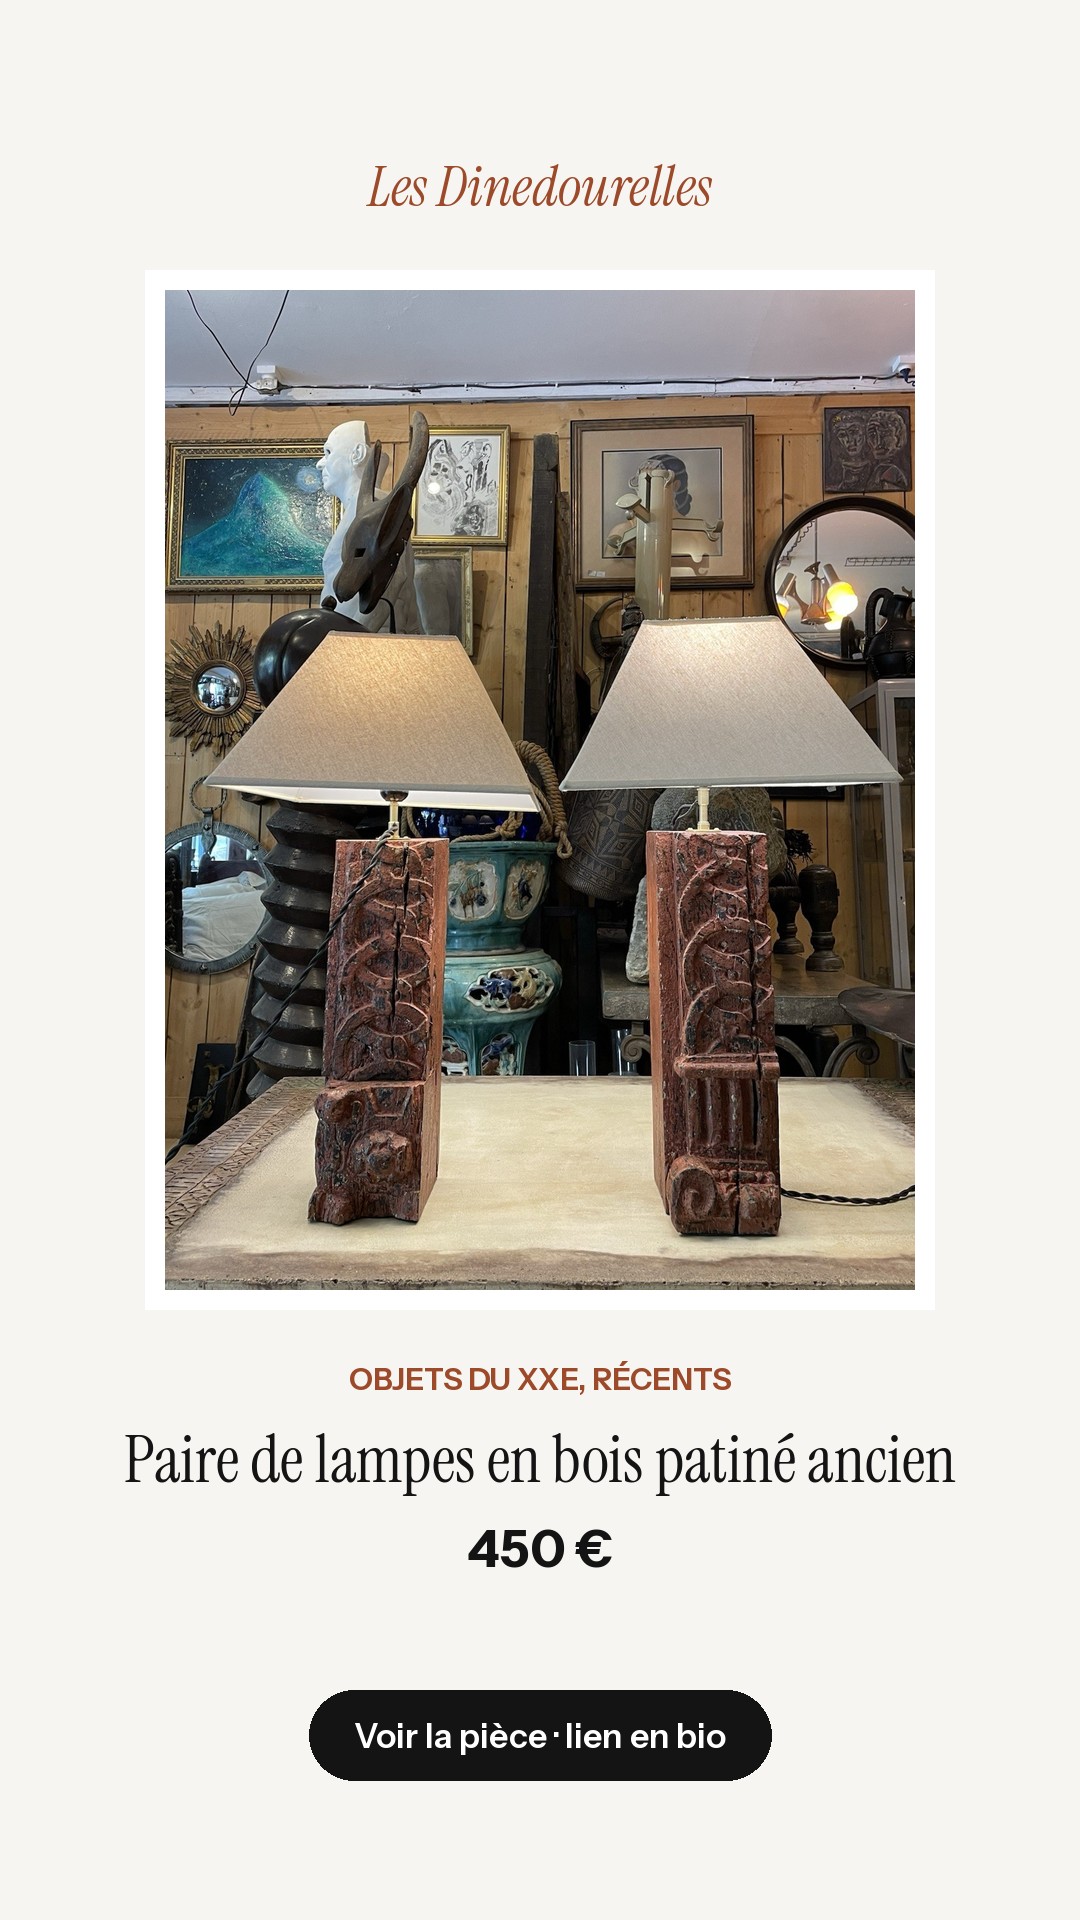 Les Dinedourelles
OBJETS DU XXE, RÉCENTS
Paire de lampes en bois patiné ancien
450 €
Voir la pièce · lien en bio